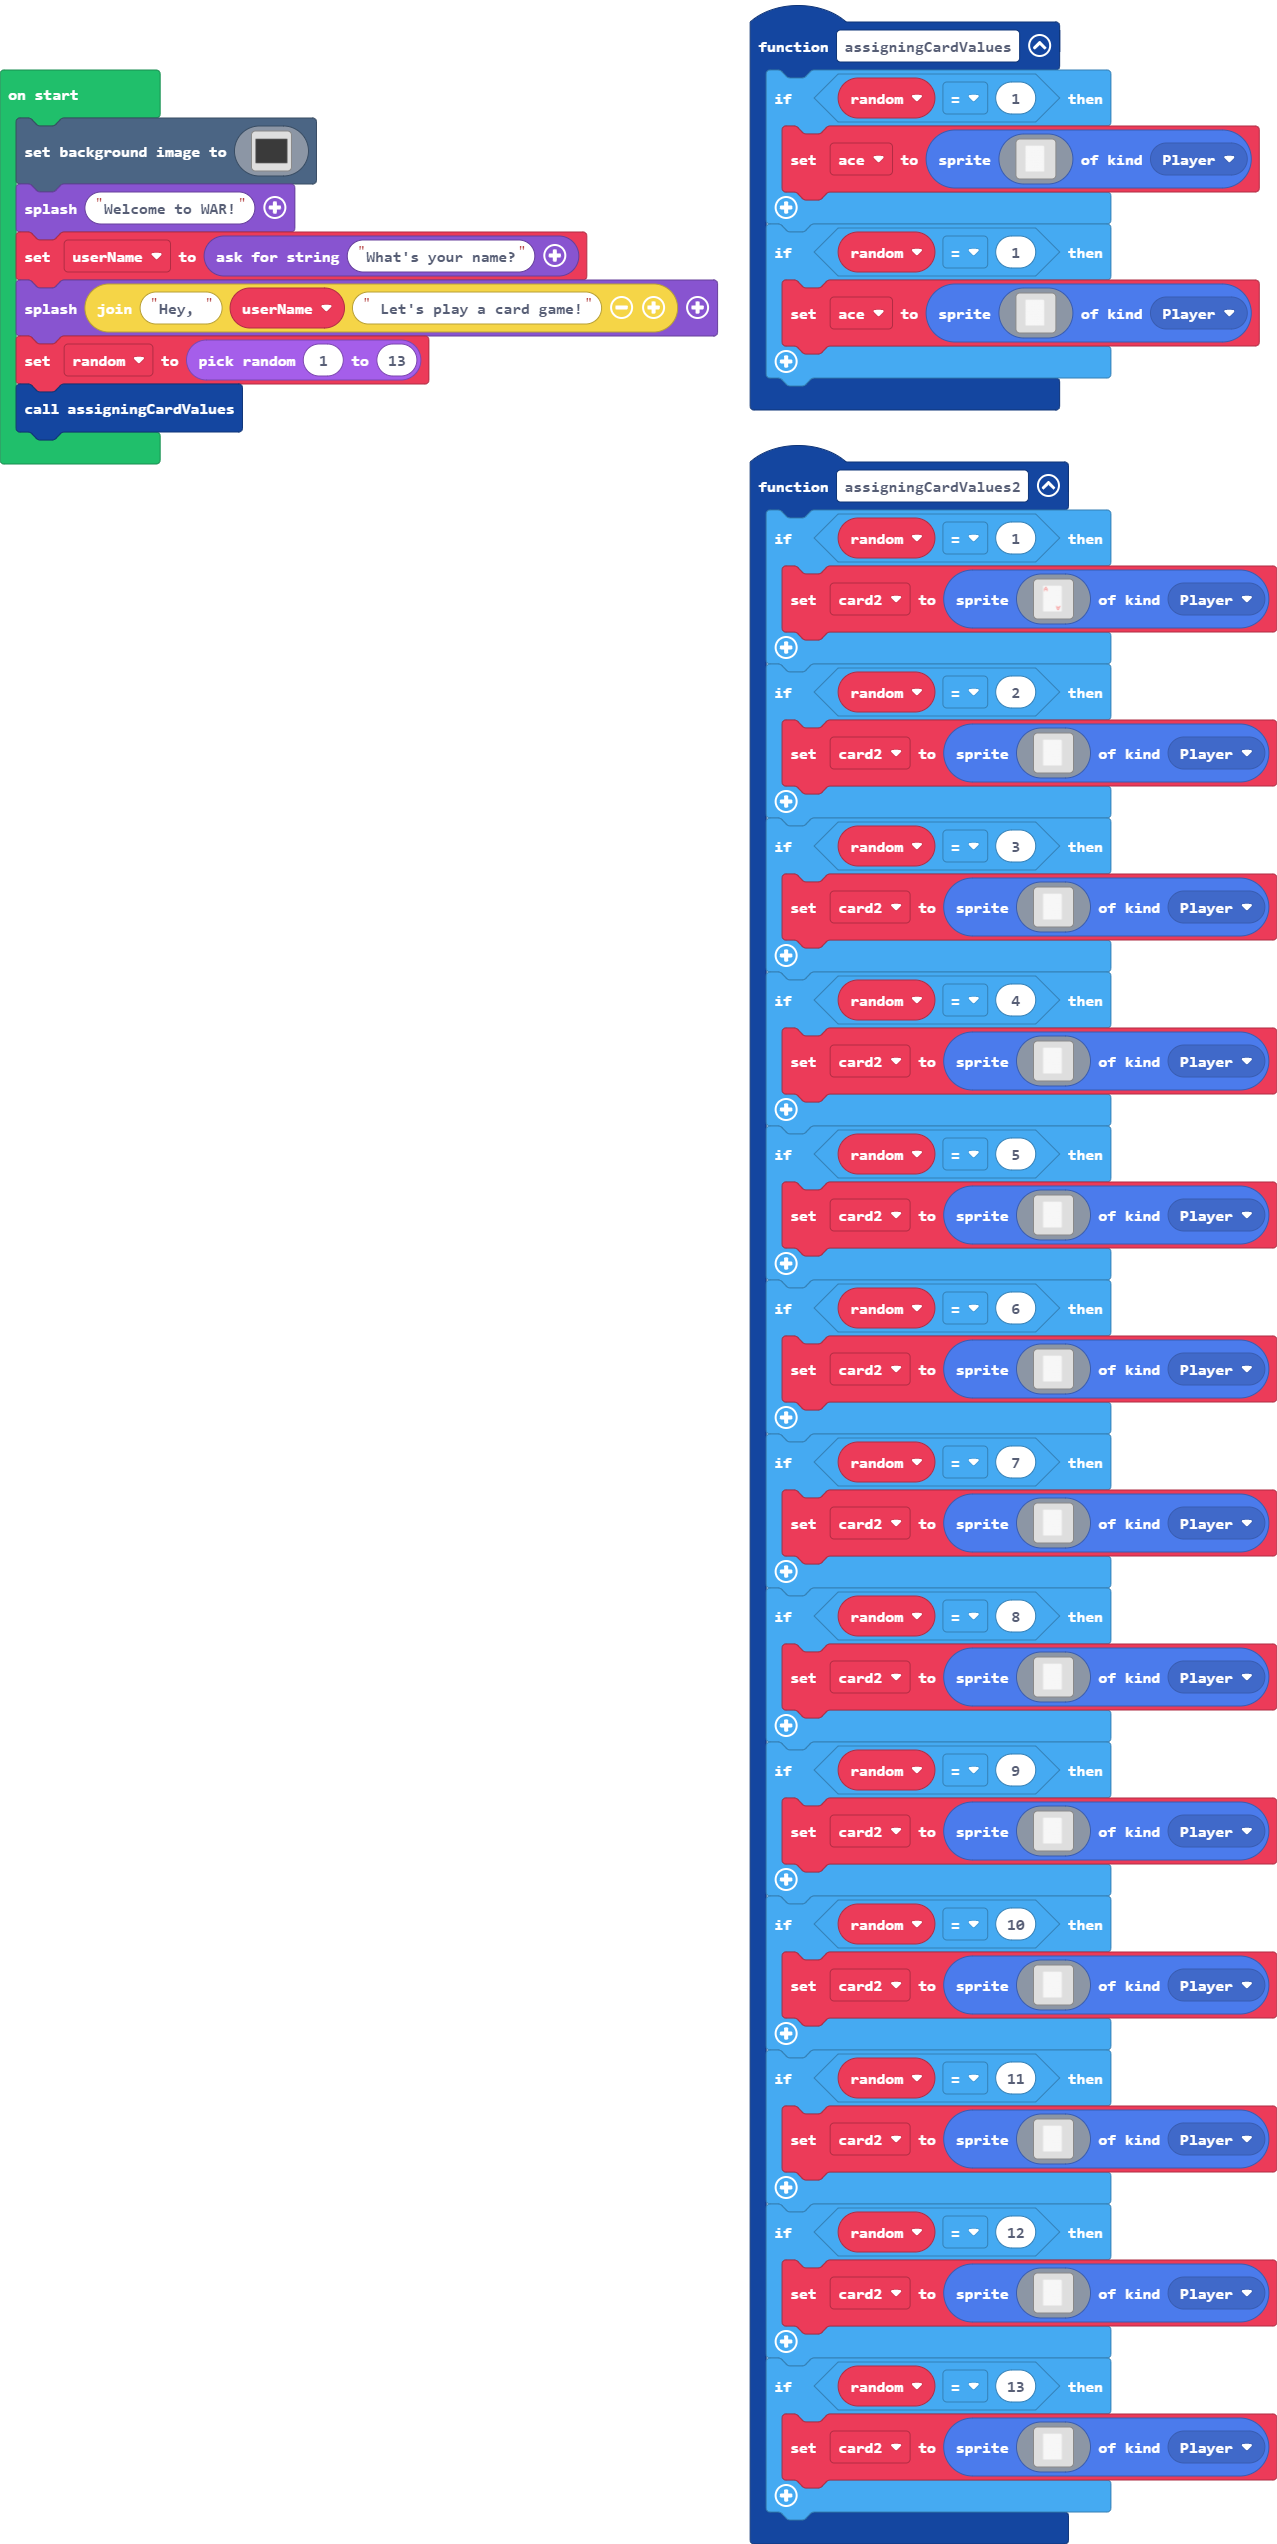 on start
set background image to
splash "Welcome to WAR!"
set userName to ask for string "What's your name?"
splash join "Hey, " userName " Let's play a card game!"
set random to pick random 1 to 13
call assigningCardValues
function assigningCardValues
if random = 1 then
set ace to sprite of kind Player
if random = 1 then
set ace to sprite of kind Player
function assigningCardValues2
if random = 1 then
set card2 to sprite of kind Player
if random = 2 then
set card2 to sprite of kind Player
if random = 3 then
set card2 to sprite of kind Player
if random = 4 then
set card2 to sprite of kind Player
if random = 5 then
set card2 to sprite of kind Player
if random = 6 then
set card2 to sprite of kind Player
if random = 7 then
set card2 to sprite of kind Player
if random = 8 then
set card2 to sprite of kind Player
if random = 9 then
set card2 to sprite of kind Player
if random = 10 then
set card2 to sprite of kind Player
if random = 11 then
set card2 to sprite of kind Player
if random = 12 then
set card2 to sprite of kind Player
if random = 13 then
set card2 to sprite of kind Player